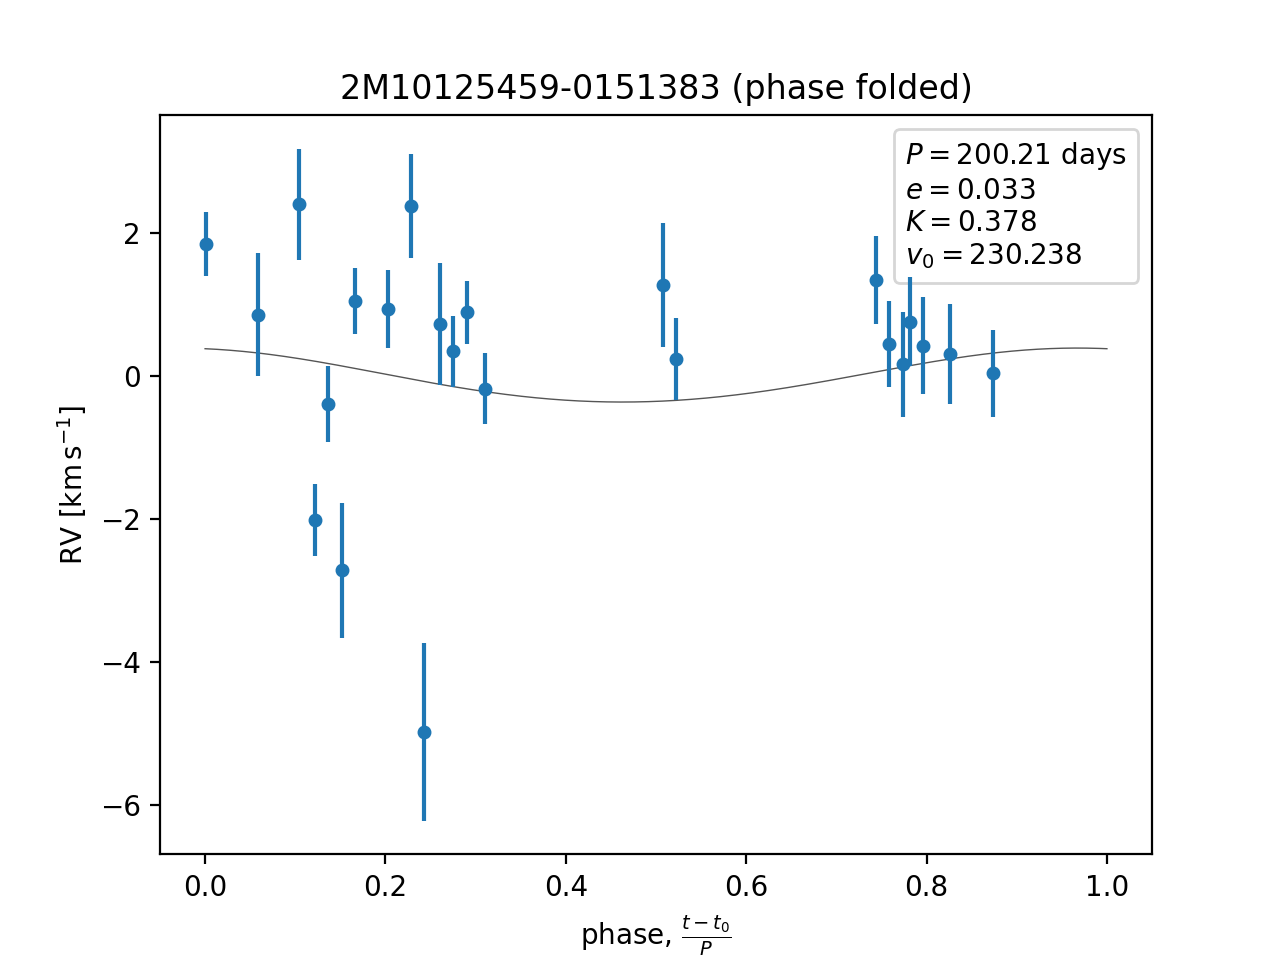 2M10125459-0151383 (phase folded)
P = 200.21 days
e = 0.033
K = 0.378
v₀ = 230.238
RV [km s⁻¹]
2
0
−2
−4
−6
0.0 0.2 0.4 0.6 0.8 1.0
phase, (t − t₀)/P